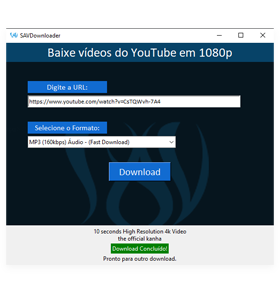 SAVDownloader
Baixe vídeos do YouTube em 1080p
Digite a URL:
https://www.youtube.com/watch?v=CsTQWvh-7A4
Selecione o Formato:
MP3 (160kbps) Áudio - (Fast Download)
Download
10 seconds High Resolution 4k Video
the official kanha
Download Concluído!
Pronto para outro download.